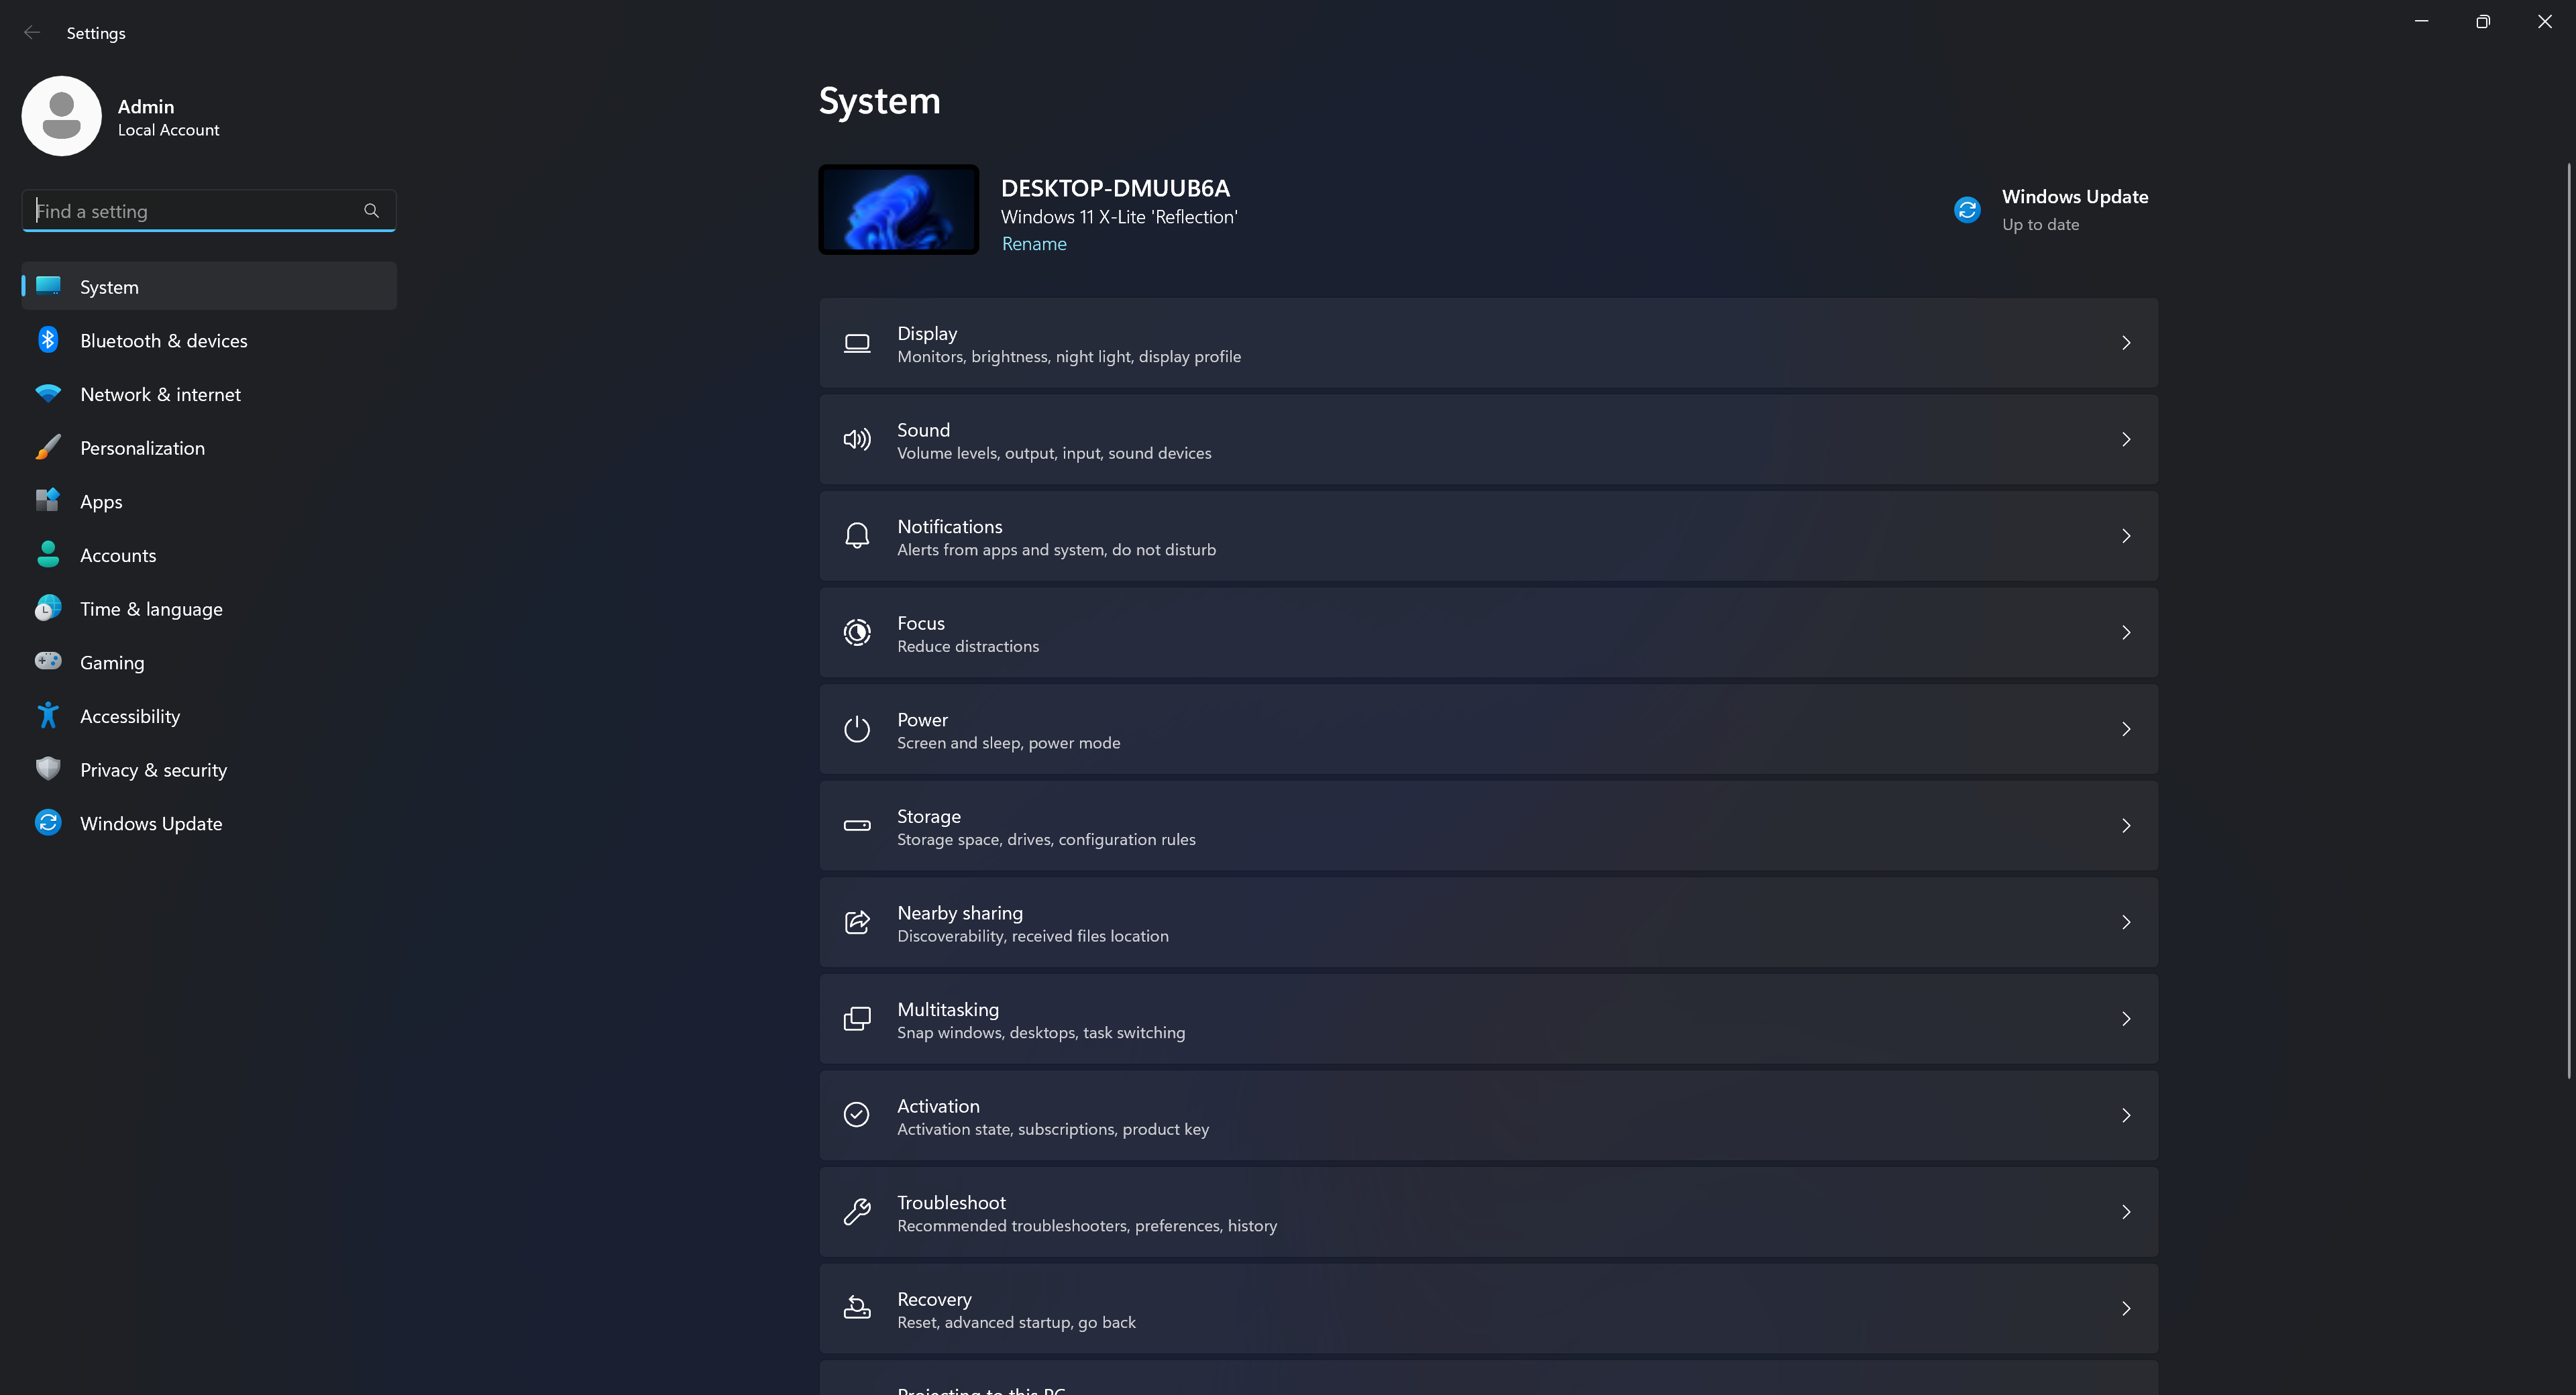 Settings
Admin
Local Account
Find a setting
System
Bluetooth & devices
Network & internet
Personalization
Apps
Accounts
Time & language
Gaming
Accessibility
Privacy & security
Windows Update
System
DESKTOP-DMUUB6A
Windows 11 X-Lite 'Reflection'
Rename
Windows Update
Up to date
Display
Monitors, brightness, night light, display profile
Sound
Volume levels, output, input, sound devices
Notifications
Alerts from apps and system, do not disturb
Focus
Reduce distractions
Power
Screen and sleep, power mode
Storage
Storage space, drives, configuration rules
Nearby sharing
Discoverability, received files location
Multitasking
Snap windows, desktops, task switching
Activation
Activation state, subscriptions, product key
Troubleshoot
Recommended troubleshooters, preferences, history
Recovery
Reset, advanced startup, go back
Projecting to this PC